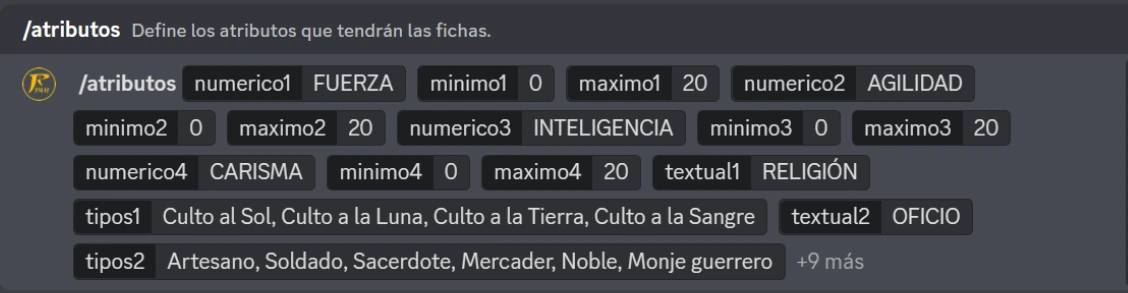 /atributos Define los atributos que tendrán las fichas.
/atributos numerico1 FUERZA minimo1 0 maximo1 20 numerico2 AGILIDAD
minimo2 0 maximo2 20 numerico3 INTELIGENCIA minimo3 0 maximo3 20
numerico4 CARISMA minimo4 0 maximo4 20 textual1 RELIGIÓN
tipos1 Culto al Sol, Culto a la Luna, Culto a la Tierra, Culto a la Sangre textual2 OFICIO
tipos2 Artesano, Soldado, Sacerdote, Mercader, Noble, Monje guerrero +9 más